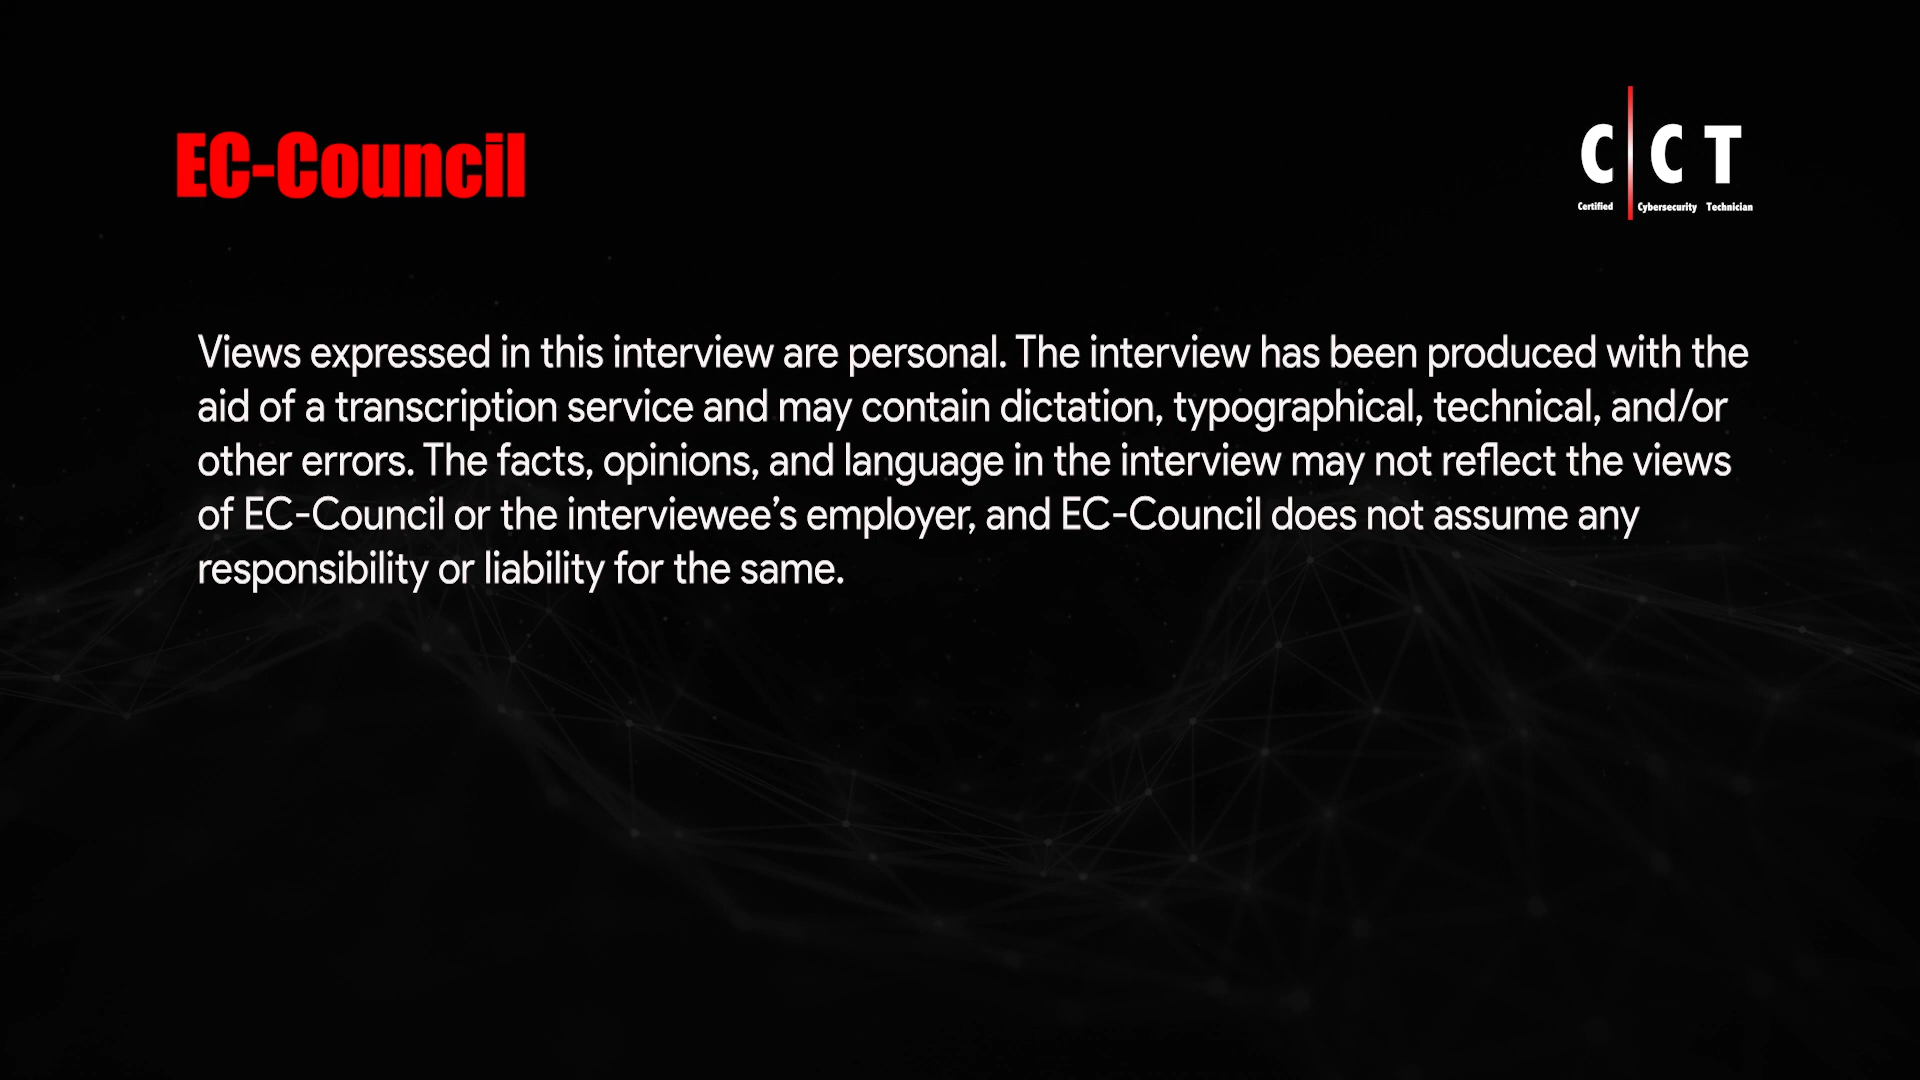 EC-Council
C CT
Certified Cybersecurity Technician
Views expressed in this interview are personal. The interview has been produced with the
aid of a transcription service and may contain dictation, typographical, technical, and/or
other errors. The facts, opinions, and language in the interview may not reflect the views
of EC-Council or the interviewee’s employer, and EC-Council does not assume any
responsibility or liability for the same.